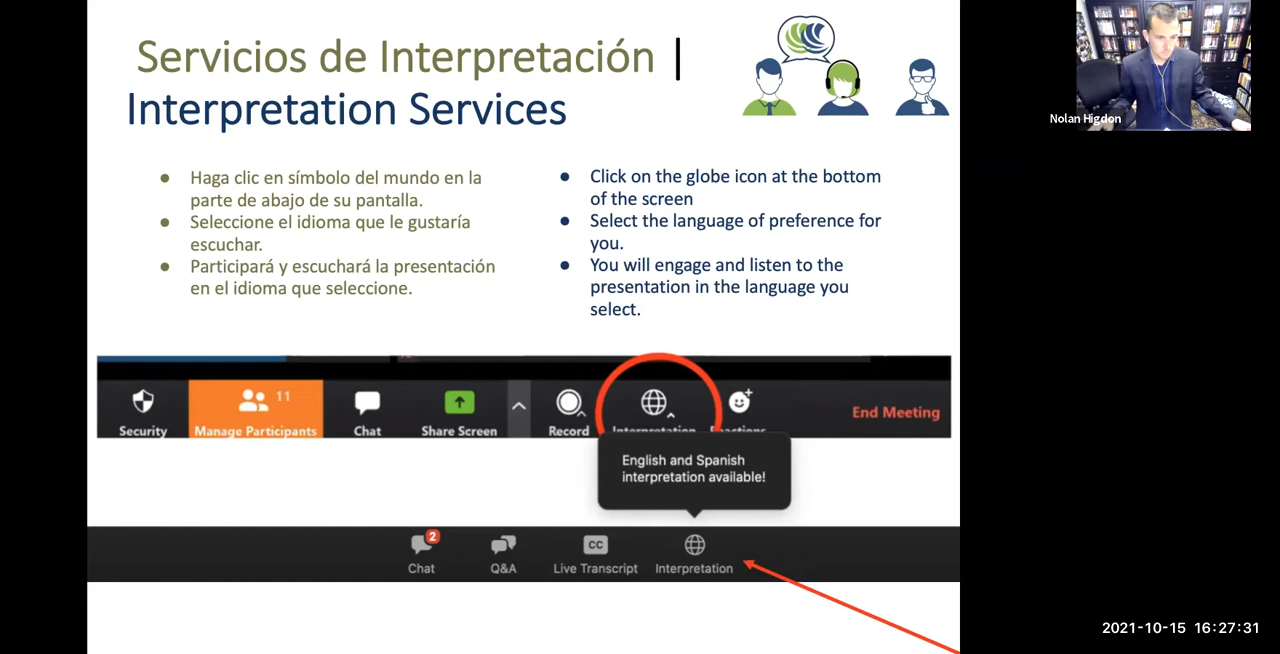 Servicios de Interpretación |
Interpretation Services
Nolan Higdon
Haga clic en símbolo del mundo en la
parte de abajo de su pantalla.
Seleccione el idioma que le gustaría
escuchar.
Participará y escuchará la presentación
en el idioma que seleccione.
Click on the globe icon at the bottom
of the screen
Select the language of preference for
you.
You will engage and listen to the
presentation in the language you
select.
11
Security
Manage Participants
Chat
Share Screen
Record
Interpretation
Reactions
End Meeting
English and Spanish
interpretation available!
2
Chat
Q&A
CC
Live Transcript
Interpretation
2021-10-15 16:27:31